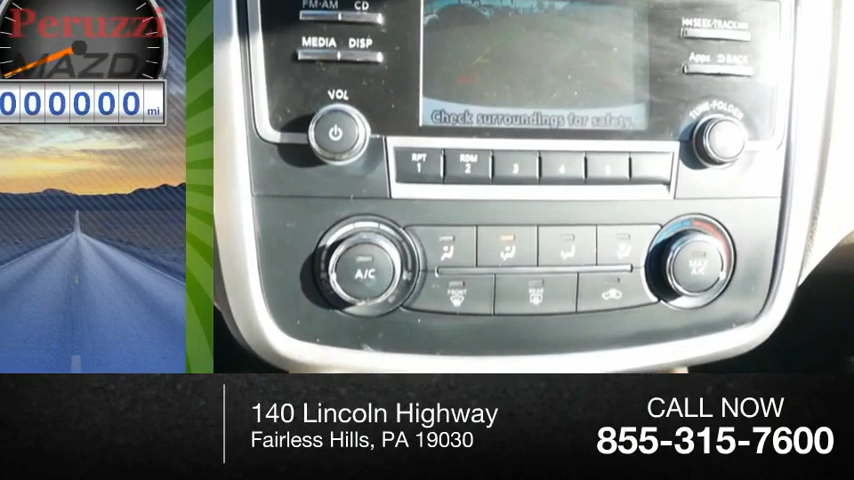 Peruzzi
MAZDA
000000 mi
FM·AM CD
MEDIA DISP
VOL
SEEK·TRACK
Apps BACK
TUNE·FOLDER
Check surroundings for safety.
RPT RDM
1 2 3 4 5
A/C
MAX A/C
FRONT REAR
140 Lincoln Highway
Fairless Hills, PA 19030
CALL NOW
855-315-7600